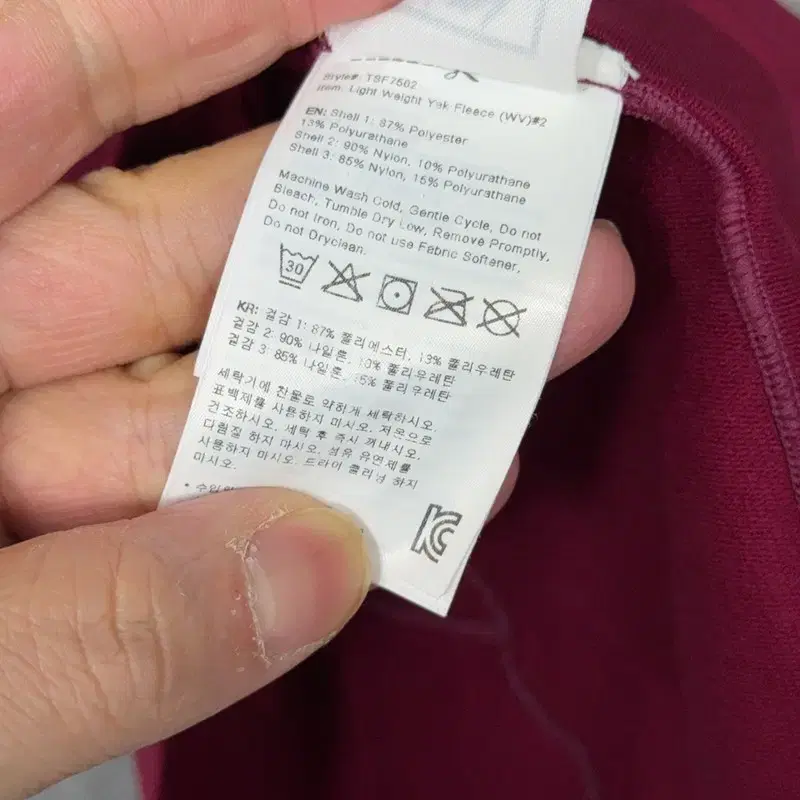 Style#: TSF7502
Item: Light Weight Yak Fleece (WV)#2
EN: Shell 1: 87% Polyester
13% Polyurathane
Shell 2: 90% Nylon, 10% Polyurathane
Shell 3: 85% Nylon, 15% Polyurathane
Machine Wash Cold, Gentle Cycle, Do not
Bleach, Tumble Dry Low, Remove Promptly,
Do not Iron, Do not use Fabric Softener,
Do not Dryclean.
30
KR: 겉감 1: 87% 폴리에스터, 13% 폴리우레탄
겉감 2: 90% 나일론, 10% 폴리우레탄
겉감 3: 85% 나일론, 15% 폴리우레탄
세탁기에 찬물로 약하게 세탁하시오.
표백제를 사용하지 마시오. 저온으로
건조하시오. 세탁 후 즉시 꺼내시오.
다림질 하지 마시오. 섬유 유연제를
사용하지 마시오. 드라이 클리닝 하지
마시오.
* 수입
KC